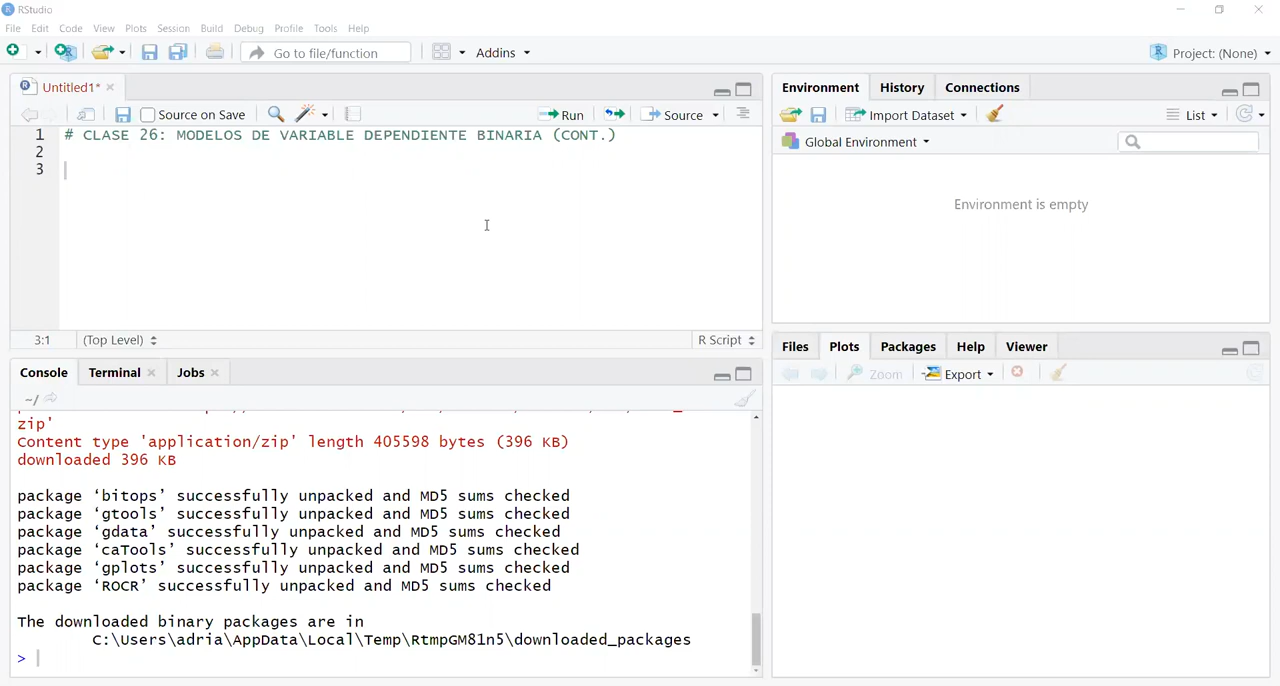 RStudio
File Edit Code View Plots Session Build Debug Profile Tools Help
Go to file/function Addins Project: (None)
Untitled1*
Source on Save Run Source
1 # CLASE 26: MODELOS DE VARIABLE DEPENDIENTE BINARIA (CONT.)
2
3
3:1 (Top Level) R Script
Console Terminal Jobs
~/
zip'
Content type 'application/zip' length 405598 bytes (396 KB)
downloaded 396 KB
package ‘bitops’ successfully unpacked and MD5 sums checked
package ‘gtools’ successfully unpacked and MD5 sums checked
package ‘gdata’ successfully unpacked and MD5 sums checked
package ‘caTools’ successfully unpacked and MD5 sums checked
package ‘gplots’ successfully unpacked and MD5 sums checked
package ‘ROCR’ successfully unpacked and MD5 sums checked
The downloaded binary packages are in
C:\Users\adria\AppData\Local\Temp\RtmpGM81n5\downloaded_packages
>
Environment History Connections
Import Dataset List
Global Environment
Environment is empty
Files Plots Packages Help Viewer
Zoom Export